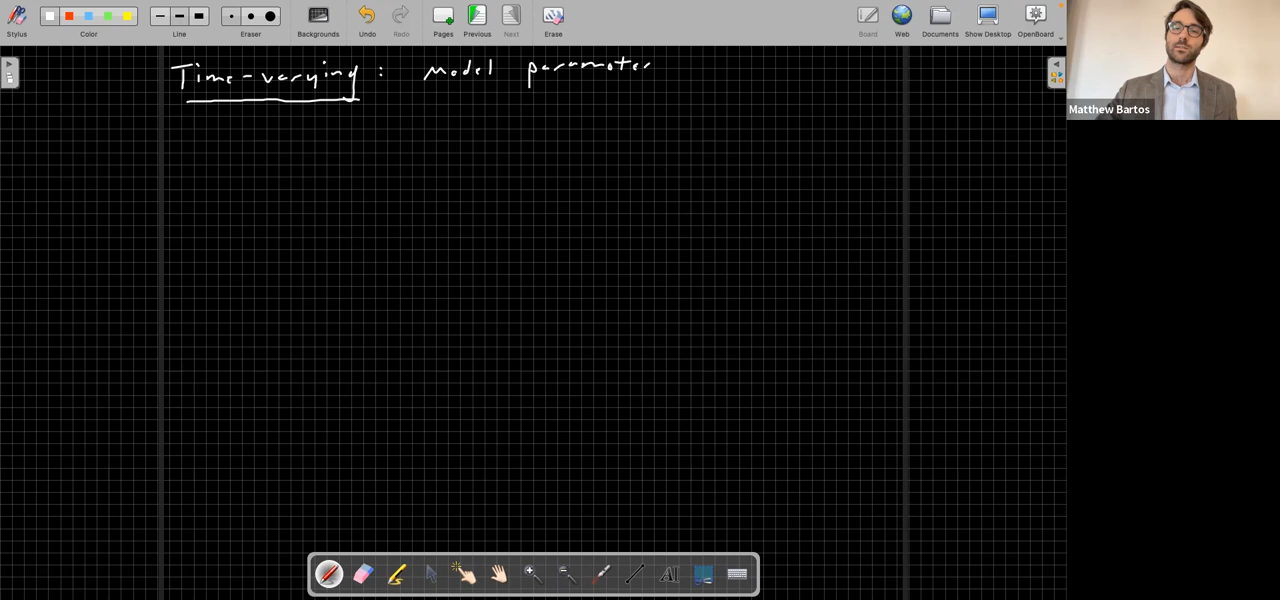 Stylus Color Line Eraser Backgrounds Undo Redo Pages Previous Next Erase Board Web Documents Show Desktop OpenBoard
Time-varying: Model parameter
Matthew Bartos
AI